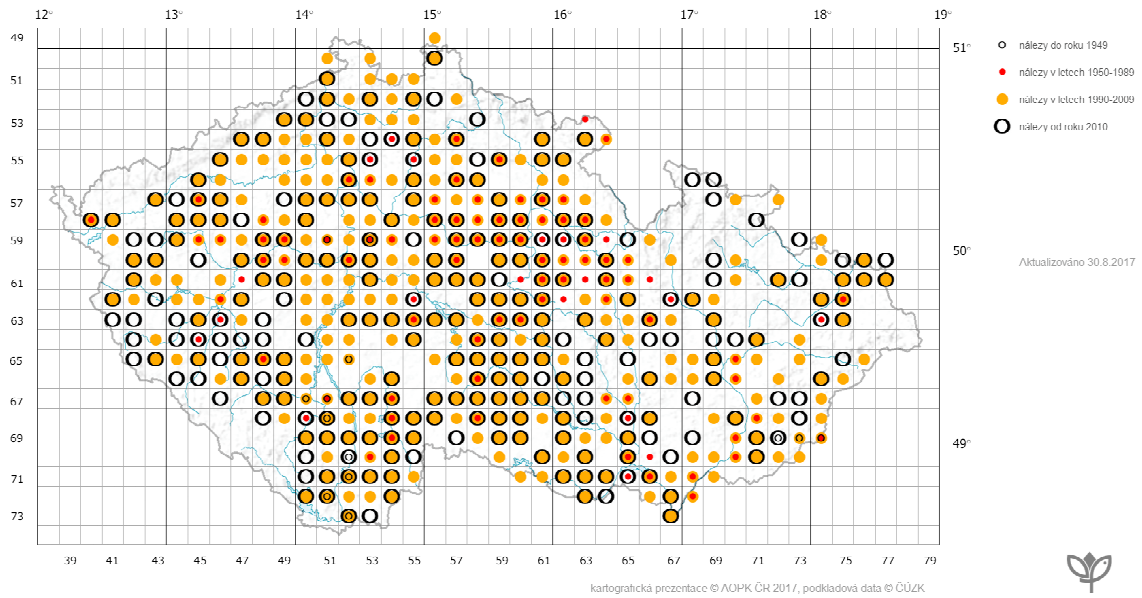 12° 13° 14° 15° 16° 17° 18° 19°
49
51°
51
53
55
57
59
50°
61
63
65
67
69
49°
71
73
39 41 43 45 47 49 51 53 55 57 59 61 63 65 67 69 71 73 75 77 79
nálezy do roku 1949
nálezy v letech 1950-1989
nálezy v letech 1990-2009
nálezy od roku 2010
Aktualizováno 30.8.2017
kartografická prezentace © AOPK ČR 2017, podkladová data © ČÚZK